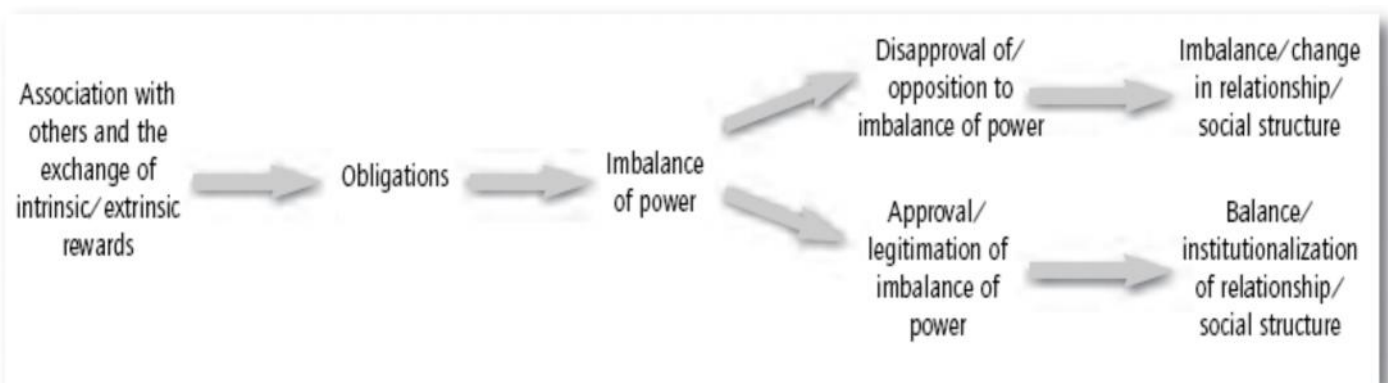 Association with
others and the
exchange of
intrinsic/extrinsic
rewards
Obligations
Imbalance
of power
Disapproval of/
opposition to
imbalance of power
Imbalance/change
in relationship/
social structure
Approval/
legitimation of
imbalance of
power
Balance/
institutionalization
of relationship/
social structure